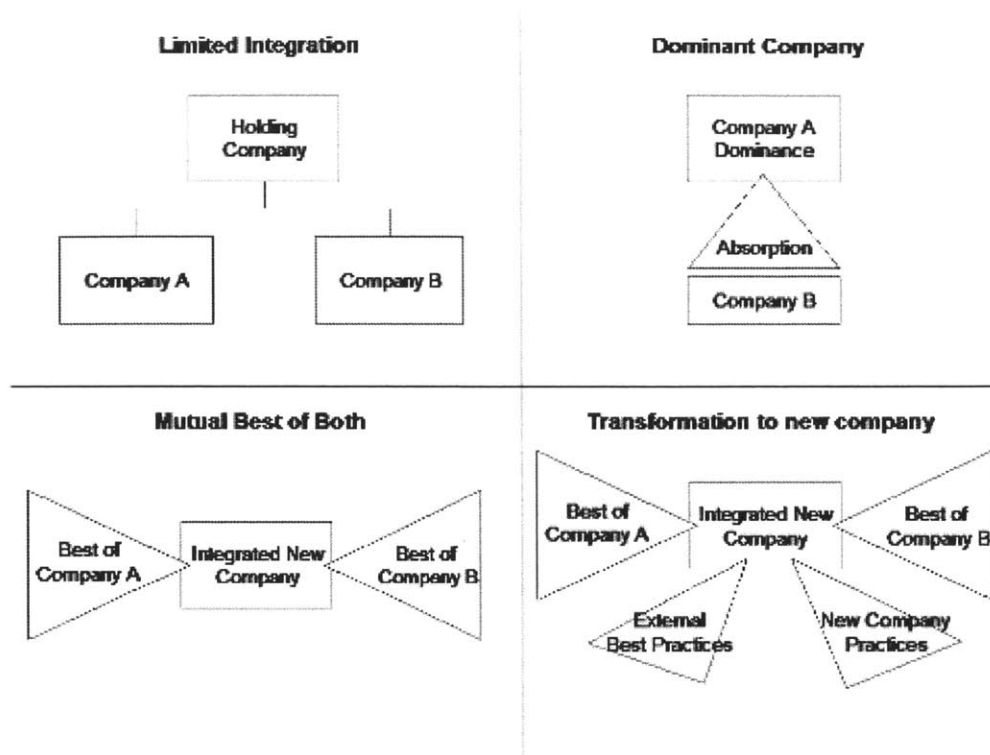 Limited Integration
Holding
Company
Company A
Company B
Dominant Company
Company A
Dominance
Absorption
Company B
Mutual Best of Both
Best of
Company A
Integrated New
Company
Best of
Company B
Transformation to new company
Best of
Company A
Integrated New
Company
Best of
Company B
External
Best Practices
New Company
Practices